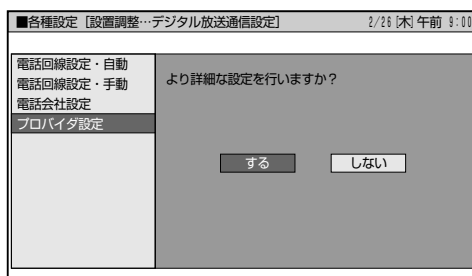 ■各種設定［設置調整…デジタル放送通信設定］ 2/26[木]午前 9:00
電話回線設定・自動
電話回線設定・手動
電話会社設定
プロバイダ設定
より詳細な設定を行いますか？
する しない